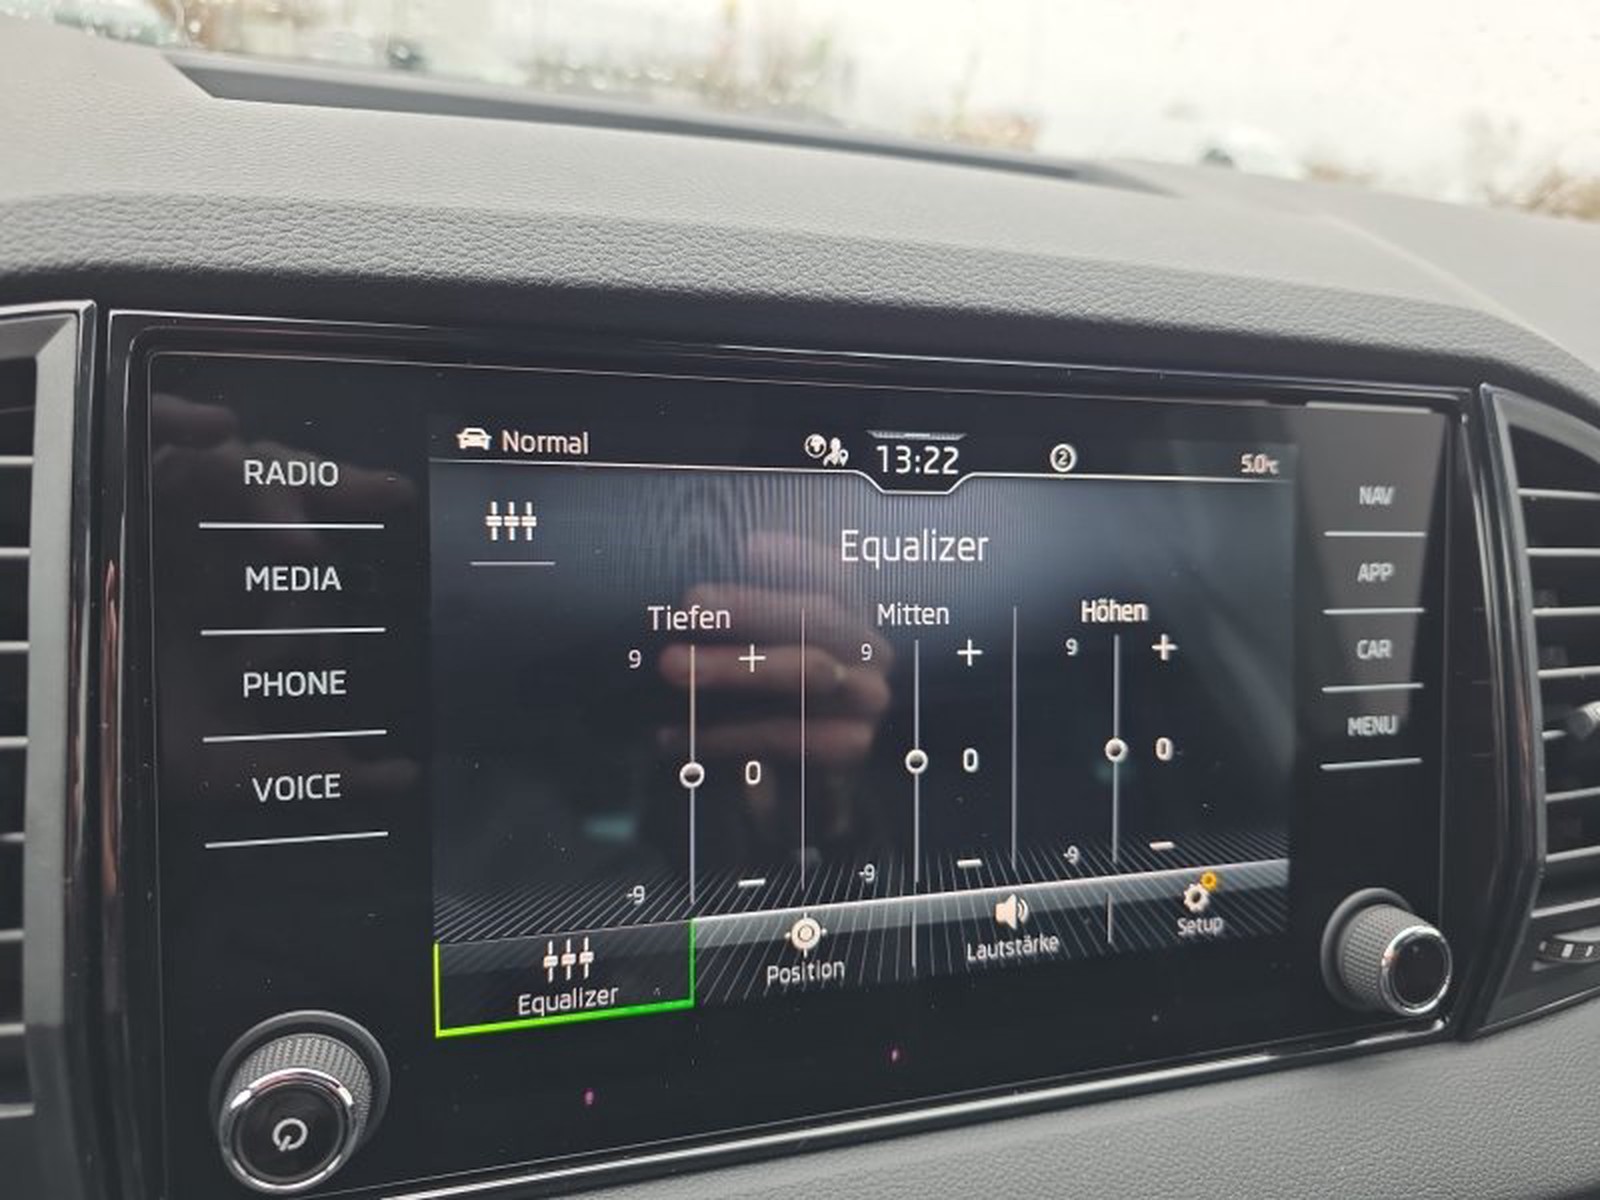 Normal
13:22
2
5.0°C
RADIO
MEDIA
PHONE
VOICE
Equalizer
Tiefen
Mitten
Höhen
9 +
9 +
9 +
0
0
0
-9 −
-9 −
-9 −
Equalizer
Position
Lautstärke
Setup
NAV
APP
CAR
MENU